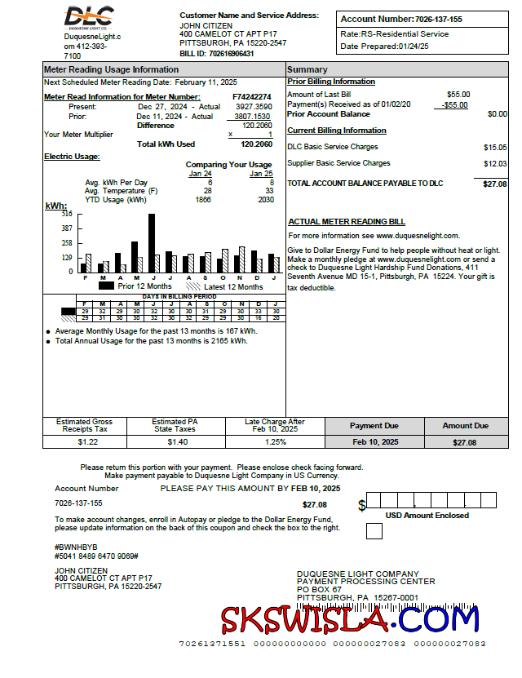 DLC
DUQUESNE LIGHT CO.
DuquesneLight.c
om 412-393-
7100
Customer Name and Service Address:
JOHN CITIZEN
400 CAMELOT CT APT P17
PITTSBURGH, PA 15220-2547
BILL ID: 702616906431
Account Number:7026-137-155
Rate:RS-Residential Service
Date Prepared:01/24/25
Meter Reading Usage Information
Next Scheduled Meter Reading Date: February 11, 2025
Meter Read Information for Meter Number: F74242274
Present: Dec 27, 2024 - Actual 3927.3590
Prior: Dec 11, 2024 - Actual 3807.1530
Difference 120.2060
Your Meter Multiplier × 1
Total kWh Used 120.2060
Electric Usage:
Comparing Your Usage
Jan 24 Jan 25
Avg. kWh Per Day 6 8
Avg. Temperature (F) 28 33
YTD Usage (kWh) 1866 2030
kWh:
516
387
258
129
0
F M A M J J A S O N D J
Prior 12 Months Latest 12 Months
DAYS IN BILLING PERIOD
F M A M J J A S O N D J
29 32 29 30 32 30 30 31 29 30 33 30
29 31 30 30 32 30 30 30 29 30 16 20
• Average Monthly Usage for the past 13 months is 167 kWh.
• Total Annual Usage for the past 13 months is 2165 kWh.
Summary
Prior Billing Information
Amount of Last Bill $55.00
Payment(s) Received as of 01/02/20 -$55.00
Prior Account Balance $0.00
Current Billing Information
DLC Basic Service Charges $15.05
Supplier Basic Service Charges $12.03
TOTAL ACCOUNT BALANCE PAYABLE TO DLC $27.08
ACTUAL METER READING BILL
For more information see www.duquesnelight.com.
Give to Dollar Energy Fund to help people without heat or light.
Make a monthly pledge at www.duquesnelight.com or send a
check to Duquesne Light Hardship Fund Donations, 411
Seventh Avenue MD 15-1, Pittsburgh, PA 15224. Your gift is
tax deductible.
Estimated Gross
Receipts Tax
$1.22
Estimated PA
State Taxes
$1.40
Late Charge After
Feb 10, 2025
1.25%
Payment Due
Feb 10, 2025
Amount Due
$27.08
Please return this portion with your payment. Please enclose check facing forward.
Make payment payable to Duquesne Light Company in US Currency.
Account Number PLEASE PAY THIS AMOUNT BY FEB 10, 2025
7026-137-155 $27.08 $
USD Amount Enclosed
To make account changes, enroll in Autopay or pledge to the Dollar Energy Fund,
please update information on the back of this coupon and check the box to the right.
#BWNHBYB
#5041 8489 6470 9069#
JOHN CITIZEN
400 CAMELOT CT APT P17
PITTSBURGH, PA 15220-2547
DUQUESNE LIGHT COMPANY
PAYMENT PROCESSING CENTER
PO BOX 67
PITTSBURGH, PA 15267-0001
SKSWISLA.COM
70261371551 000000000000 000000027083 000000027083